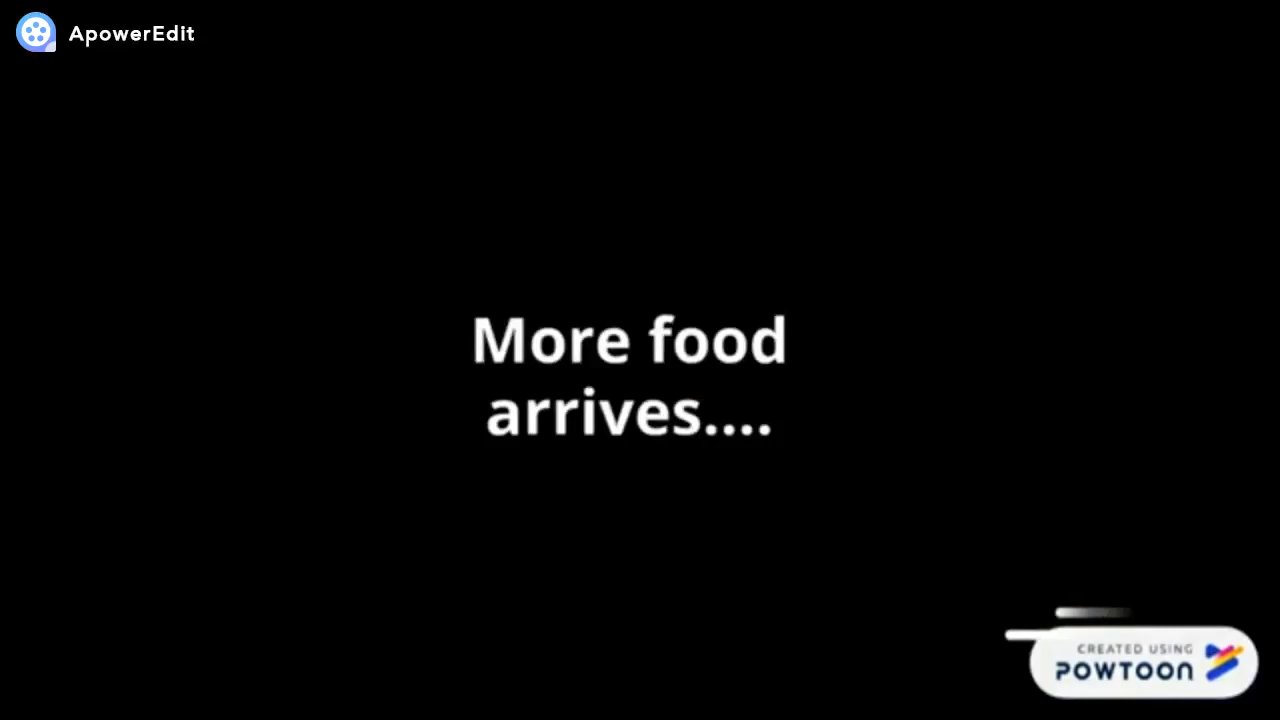 ApowerEdit
More food
arrives....
CREATED USING
POWTOON